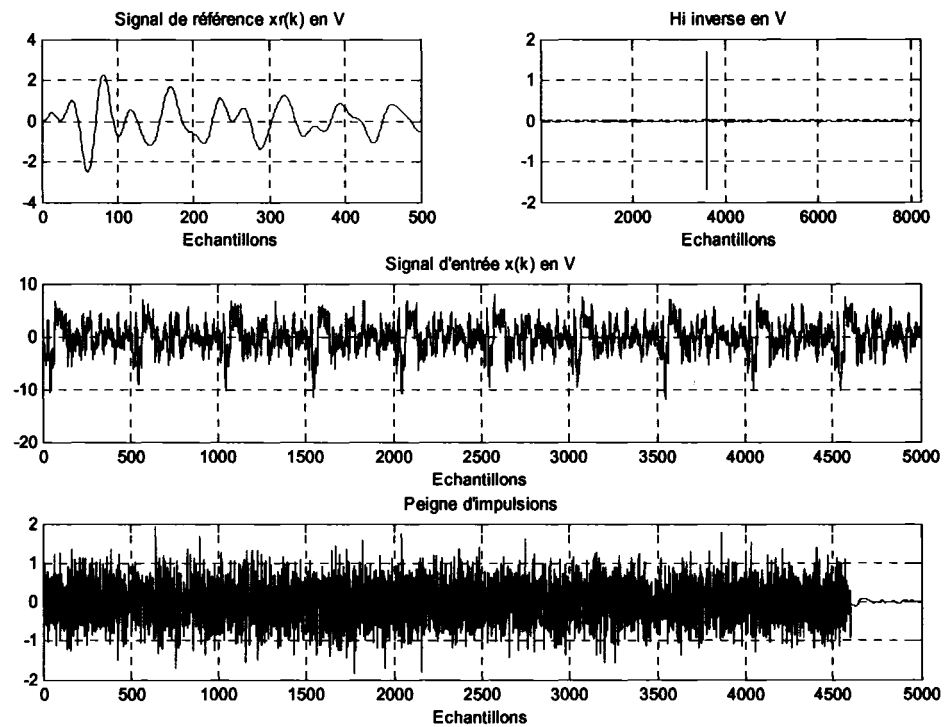 Signal de référence xr(k) en V
4
2
0
-2
-4
0 100 200 300 400 500
Echantillons
Hi inverse en V
2
1
0
-1
-2
2000 4000 6000 8000
Echantillons
Signal d'entrée x(k) en V
10
0
-10
-20
0 500 1000 1500 2000 2500 3000 3500 4000 4500 5000
Echantillons
Peigne d'impulsions
2
1
0
-1
-2
0 500 1000 1500 2000 2500 3000 3500 4000 4500 5000
Echantillons